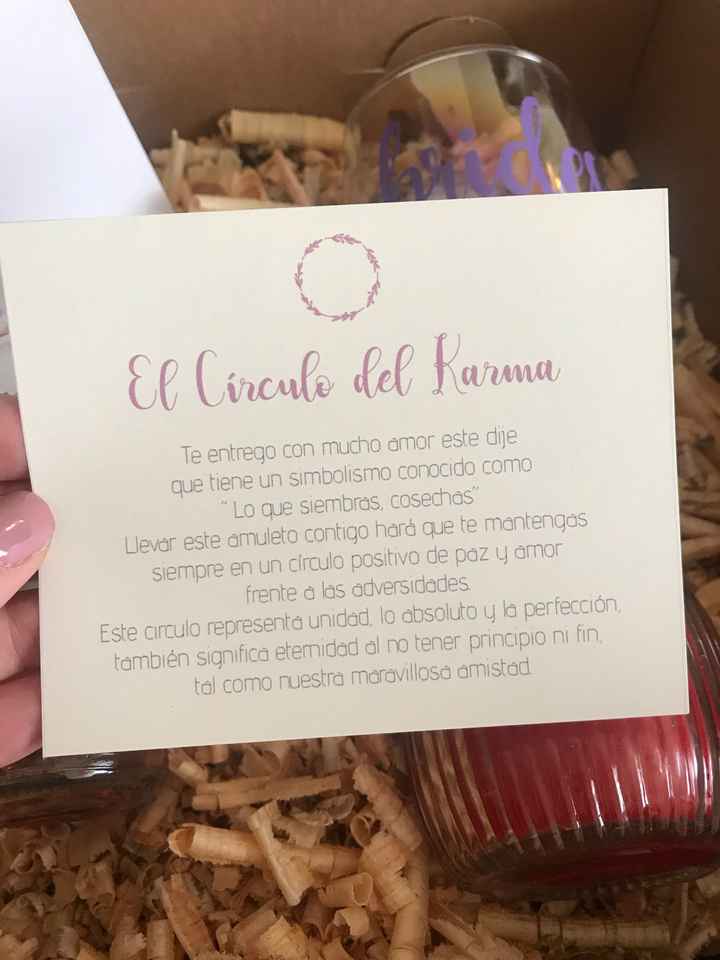 brides
El Círculo del Karma
Te entrego con mucho amor este dije
que tiene un simbolismo conocido como
" Lo que siembras, cosechas"
Llevar este amuleto contigo hará que te mantengas
siempre en un círculo positivo de paz y amor
frente a las adversidades.
Este circulo representa unidad, lo absoluto y la perfección,
también significa eternidad al no tener principio ni fin,
tal como nuestra maravillosa amistad.